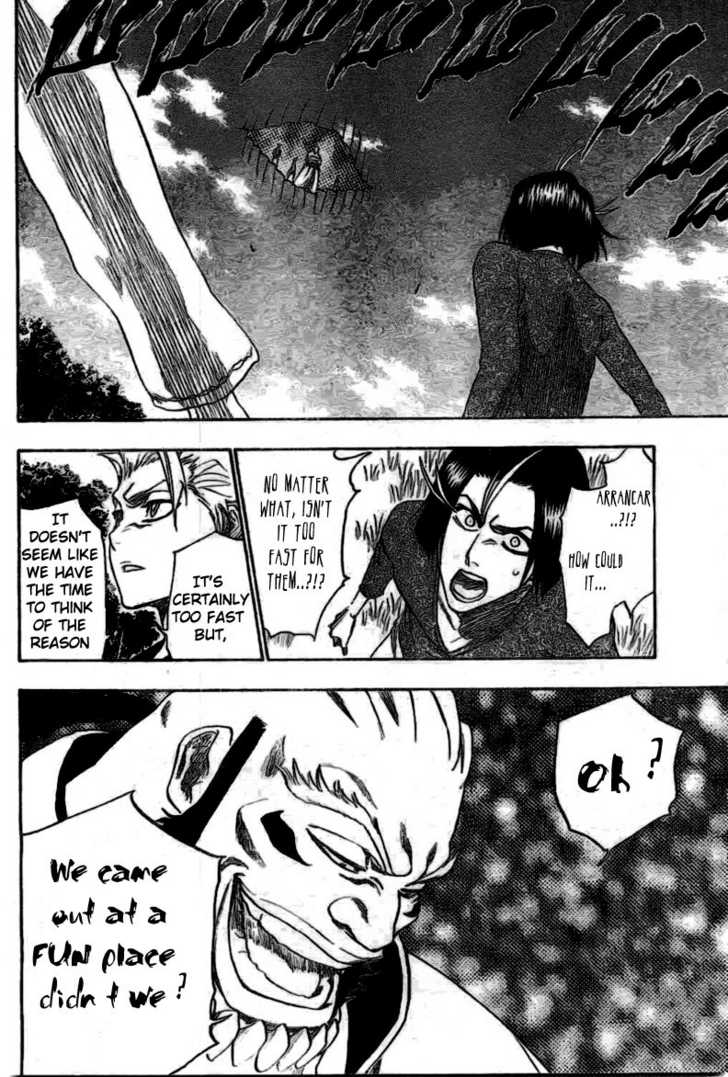 ARRANCAR
..?!?
HOW COULD
IT...
NO MATTER
WHAT, ISN'T
IT TOO
FAST FOR
THEM..?!?
IT'S
CERTAINLY
TOO FAST
BUT,
IT
DOESN'T
SEEM LIKE
WE HAVE
THE TIME
TO THINK
OF THE
REASON
Oh?
We came
out at a
FUN place
didn't we?